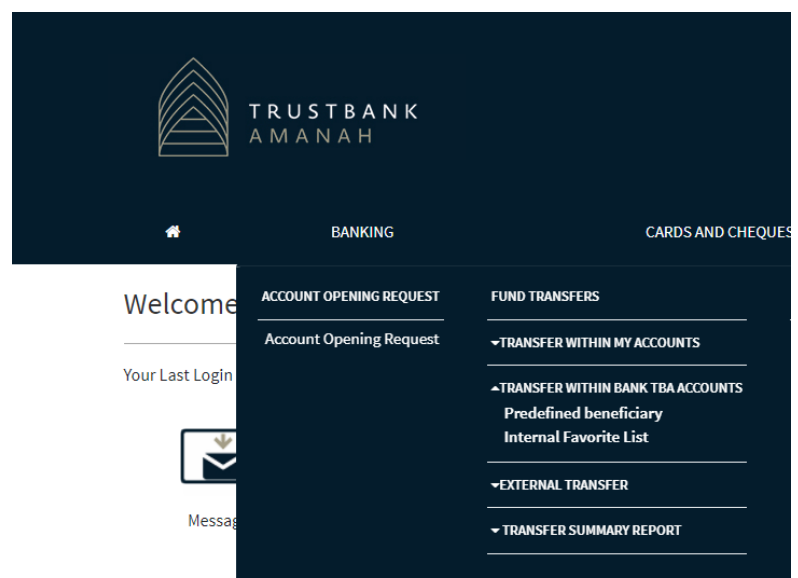 TRUSTBANK
AMANAH
BANKING
CARDS AND CHEQUES
Welcome
ACCOUNT OPENING REQUEST
Account Opening Request
FUND TRANSFERS
TRANSFER WITHIN MY ACCOUNTS
TRANSFER WITHIN BANK TBA ACCOUNTS
Predefined beneficiary
Internal Favorite List
EXTERNAL TRANSFER
TRANSFER SUMMARY REPORT
Your Last Login
Messag